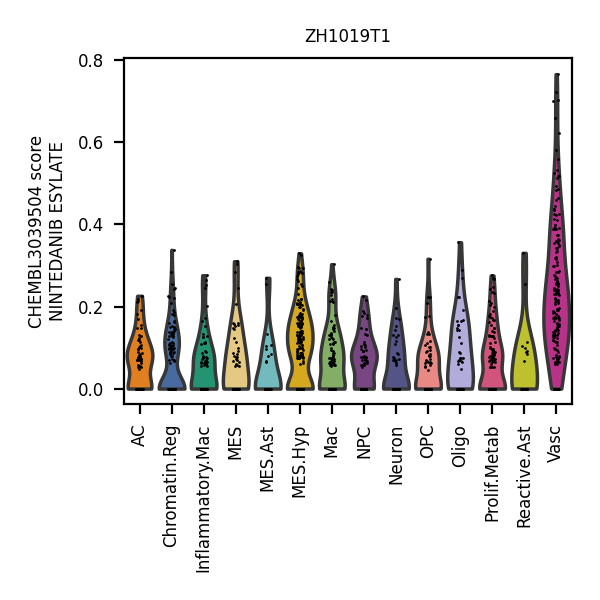 ZH1019T1
CHEMBL3039504 score
NINTEDANIB ESYLATE
0.8
0.6
0.4
0.2
0.0
AC
Chromatin.Reg
Inflammatory.Mac
MES
MES.Ast
MES.Hyp
Mac
NPC
Neuron
OPC
Oligo
Prolif.Metab
Reactive.Ast
Vasc